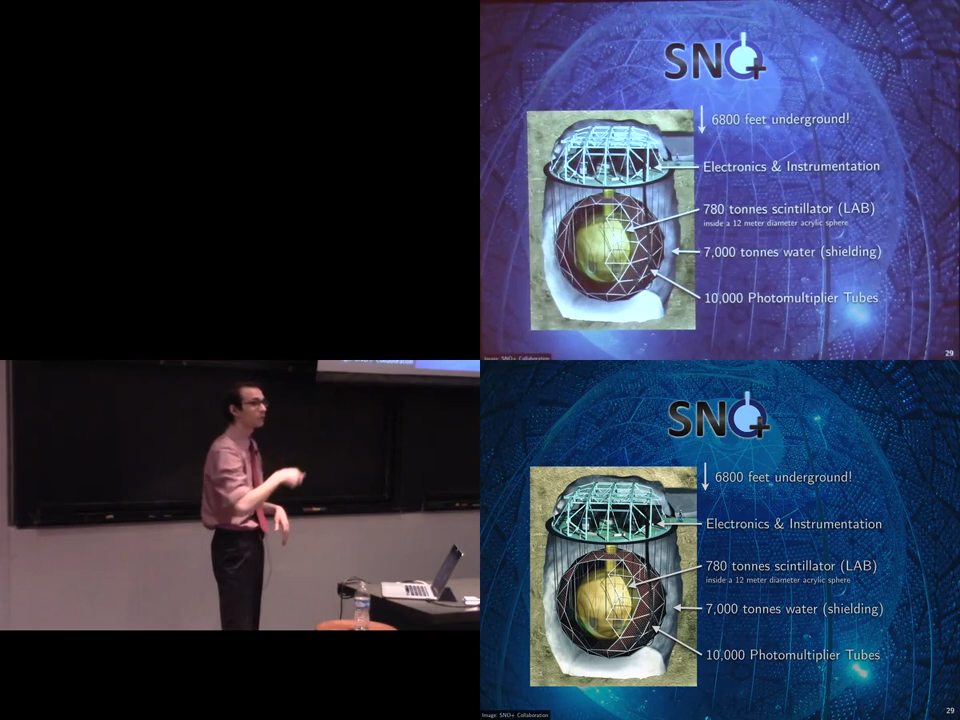 SNO+
6800 feet underground!
Electronics & Instrumentation
780 tonnes scintillator (LAB)
inside a 12 meter diameter acrylic sphere
7,000 tonnes water (shielding)
10,000 Photomultiplier Tubes
Image: SNO+ Collaboration
29
SNO+
6800 feet underground!
Electronics & Instrumentation
780 tonnes scintillator (LAB)
inside a 12 meter diameter acrylic sphere
7,000 tonnes water (shielding)
10,000 Photomultiplier Tubes
Image: SNO+ Collaboration
29